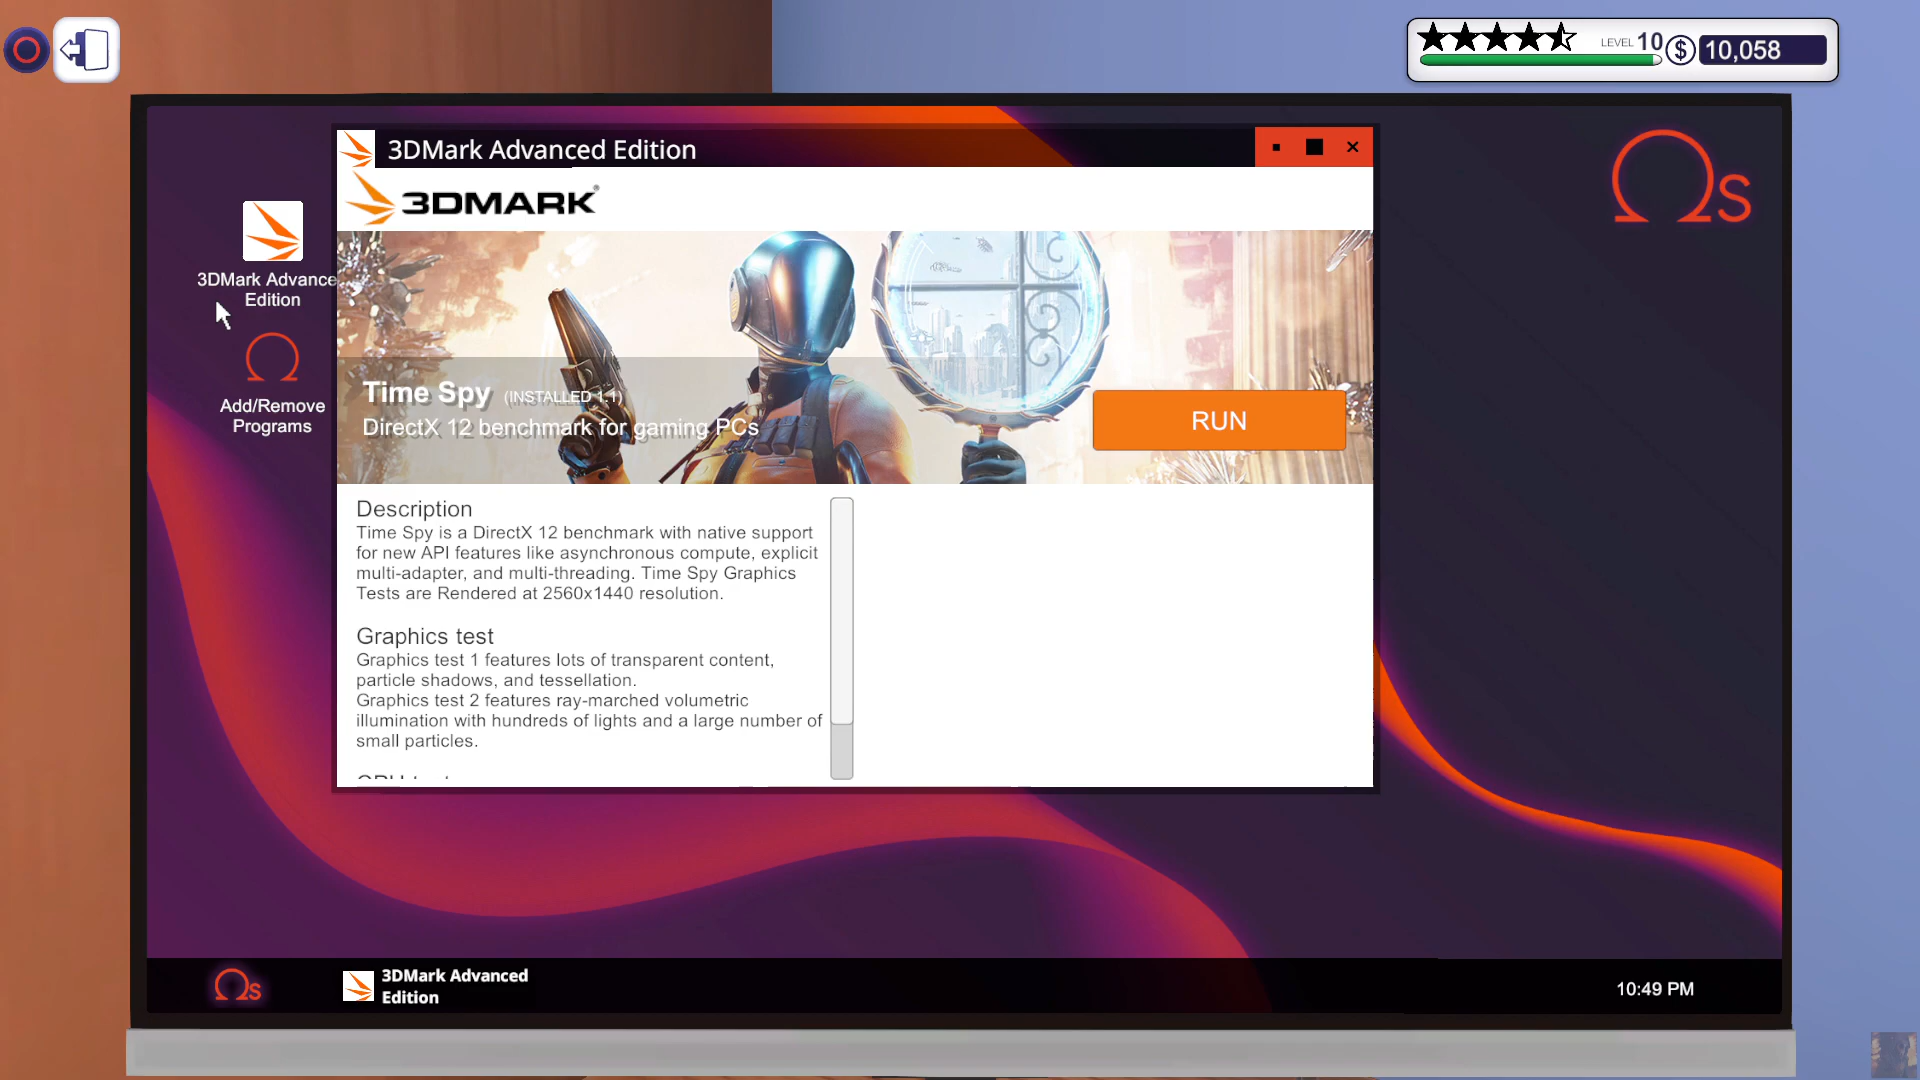 LEVEL 10
$ 10,058
3DMark Advanced Edition
3DMARK®
Ωs
3DMark Advance
Edition
Time Spy (INSTALLED 1.1)
DirectX 12 benchmark for gaming PCs
RUN
Add/Remove
Programs
Description
Time Spy is a DirectX 12 benchmark with native support
for new API features like asynchronous compute, explicit
multi-adapter, and multi-threading. Time Spy Graphics
Tests are Rendered at 2560x1440 resolution.
Graphics test
Graphics test 1 features lots of transparent content,
particle shadows, and tessellation.
Graphics test 2 features ray-marched volumetric
illumination with hundreds of lights and a large number of
small particles.
Ωs
3DMark Advanced
Edition
10:49 PM